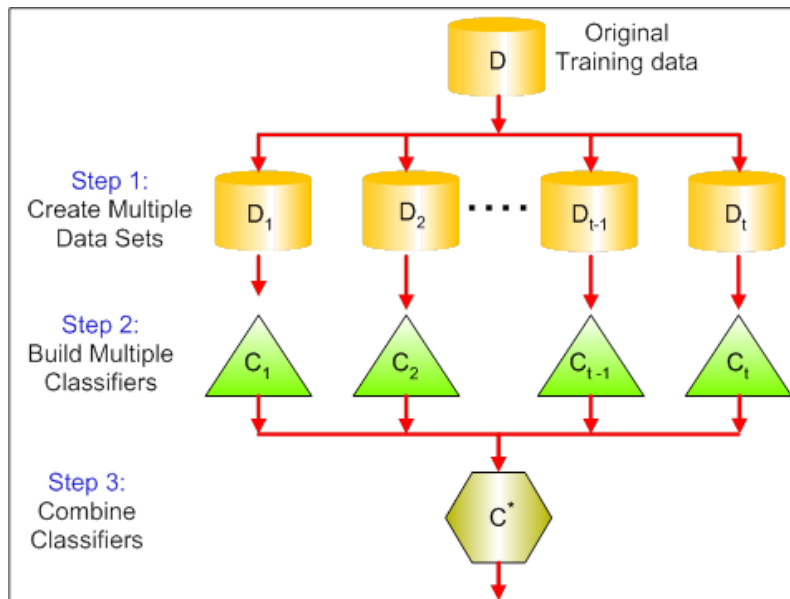 Original
Training data
D
Step 1:
Create Multiple
Data Sets
D₁
D₂
....
Dₜ₋₁
Dₜ
Step 2:
Build Multiple
Classifiers
C₁
C₂
Cₜ₋₁
Cₜ
Step 3:
Combine
Classifiers
C*